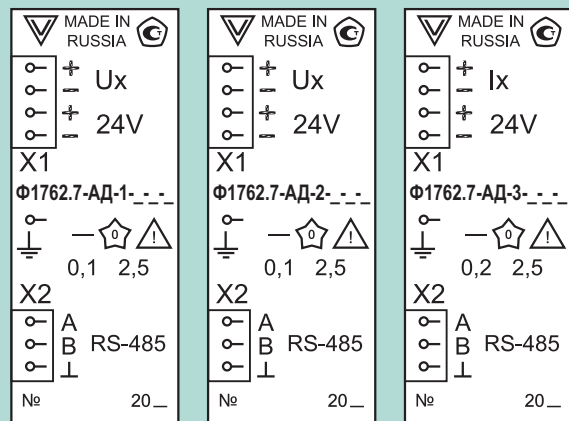 MADE IN
RUSSIA
+
− Ux
+
− 24V
X1
Ф1762.7-АД-1-_-_-_
— 0 !
0,1 2,5
X2
A
B RS-485
⊥
№ 20_
MADE IN
RUSSIA
+
− Ux
+
− 24V
X1
Ф1762.7-АД-2-_-_-_
— 0 !
0,1 2,5
X2
A
B RS-485
⊥
№ 20_
MADE IN
RUSSIA
+
− Ix
+
− 24V
X1
Ф1762.7-АД-3-_-_-_
— 0 !
0,2 2,5
X2
A
B RS-485
⊥
№ 20_